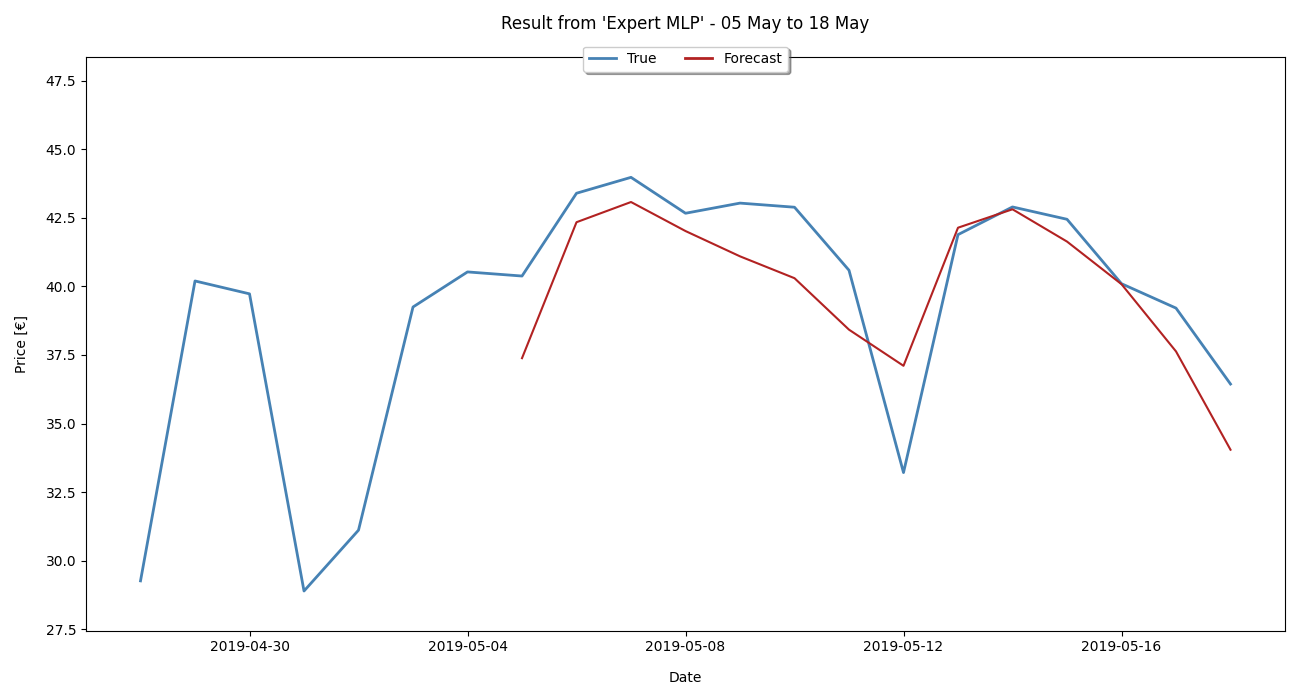 Result from 'Expert MLP' - 05 May to 18 May
True Forecast
47.5
45.0
42.5
40.0
37.5
35.0
32.5
30.0
27.5
Price [€]
2019-04-30 2019-05-04 2019-05-08 2019-05-12 2019-05-16
Date